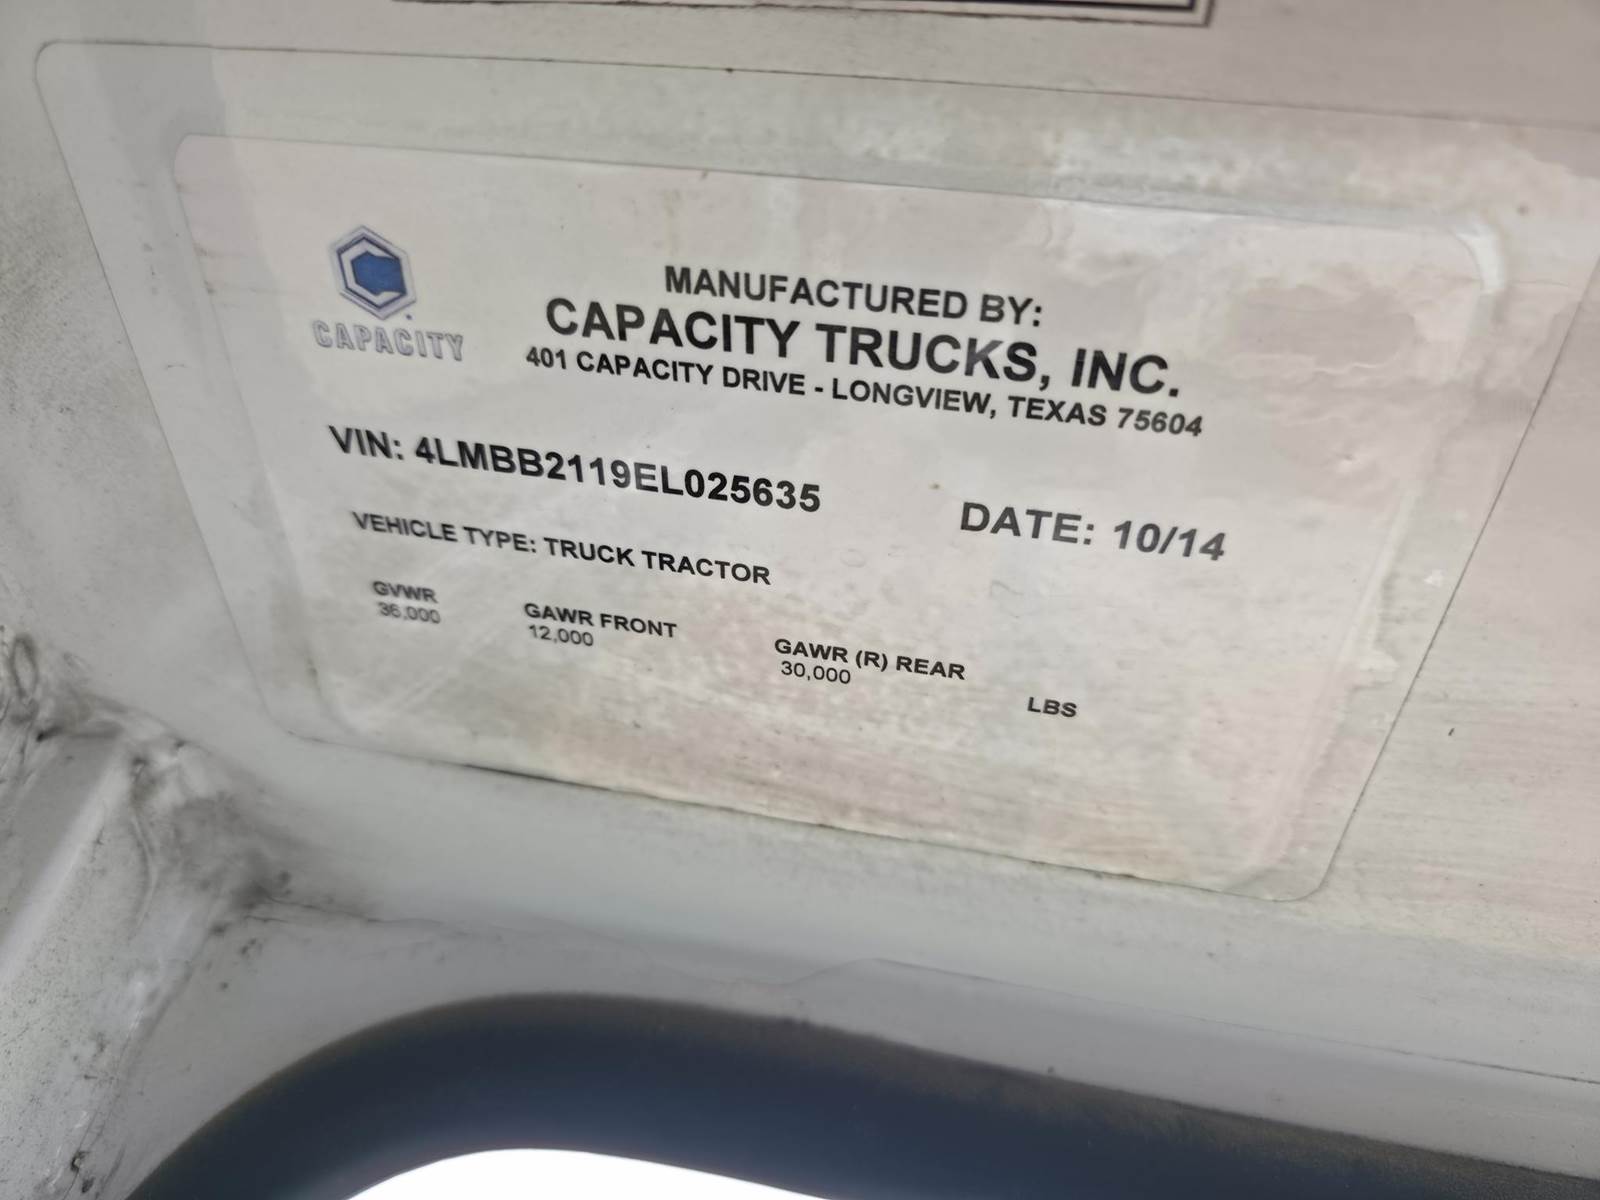 CAPACITY
MANUFACTURED BY:
CAPACITY TRUCKS, INC.
401 CAPACITY DRIVE - LONGVIEW, TEXAS 75604
VIN: 4LMBB2119EL025635
DATE: 10/14
VEHICLE TYPE: TRUCK TRACTOR
GVWR GAWR FRONT GAWR (R) REAR
36,000 12,000 30,000 LBS